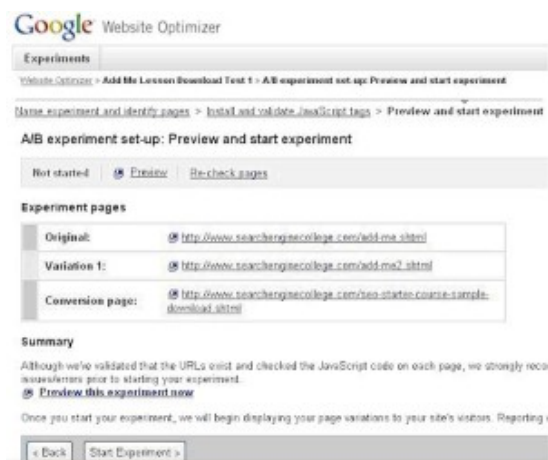 Google Website Optimizer
Experiments
Website Optimizer > Add Me Lesson Download Test 1 > A/B experiment set-up: Preview and start experiment
Name experiment and identify pages > Install and validate JavaScript tags > Preview and start experiment
A/B experiment set-up: Preview and start experiment
Not started Preview Re-check pages
Experiment pages
Original: http://www.searchenginecollege.com/add-me.shtml
Variation 1: http://www.searchenginecollege.com/add-me2.shtml
Conversion page: http://www.searchenginecollege.com/seo-starter-course-sample-
download.shtml
Summary
Although we've validated that the URLs exist and checked the JavaScript code on each page, we strongly reco
issues/errors prior to starting your experiment.
Preview this experiment now
Once you start your experiment, we will begin displaying your page variations to your site's visitors. Reporting
< Back Start Experiment >